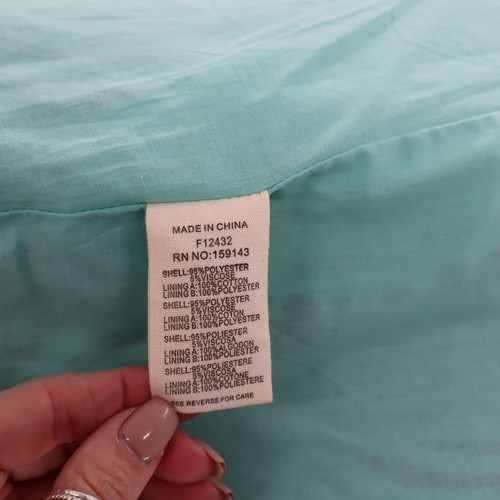 MADE IN CHINA
F12432
RN NO:159143
SHELL:95%POLYESTER
5%VISCOSE
LINING A:100%COTTON
LINING B:100%POLYESTER
SHELL:95%POLYESTER
5%VISCOSE
LINING A:100%COTTON
LINING B:100%POLYESTER
SHELL:95%POLIESTER
5%VISCOSA
LINING A:100%ALGODON
LINING B:100%POLIESTER
SHELL:95%POLIESTERE
5%VISCOSA
LINING A:100%COTONE
LINING B:100%POLIESTERE
SEE REVERSE FOR CARE